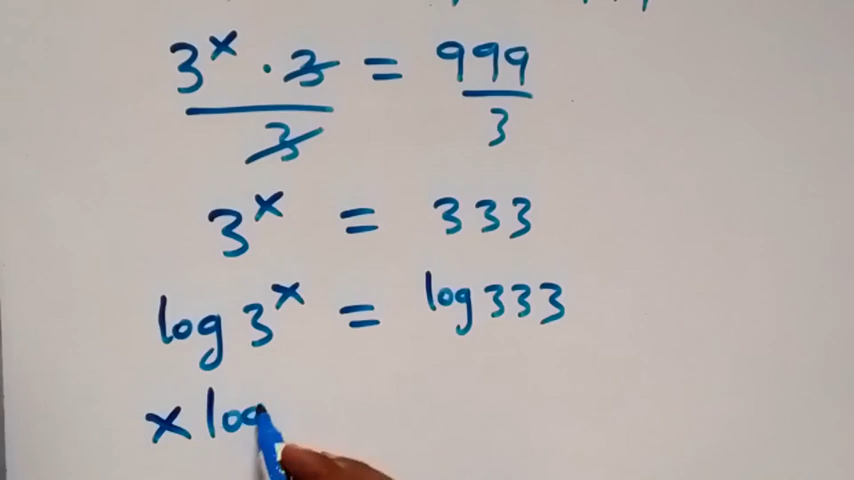 3^x · 3 = 999
3 3
3^x = 333
log 3^x = log 333
x log